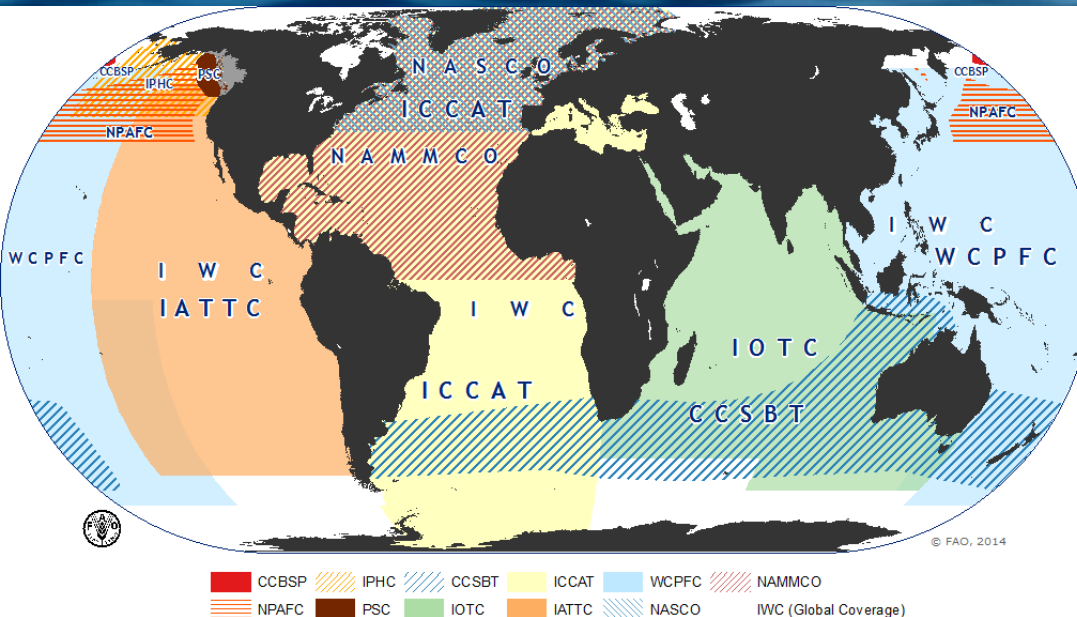 NASCO
CCBSP
PSC
CCBSP
IPHC
ICCAT
NPAFC
NPAFC
NAMMCO
IWC
WCPFC
WCPFC
IWC
IATTC
IWC
IOTC
ICCAT
CCSBT
FAO
© FAO, 2014
CCBSP IPHC CCSBT ICCAT WCPFC NAMMCO
NPAFC PSC IOTC IATTC NASCO IWC (Global Coverage)